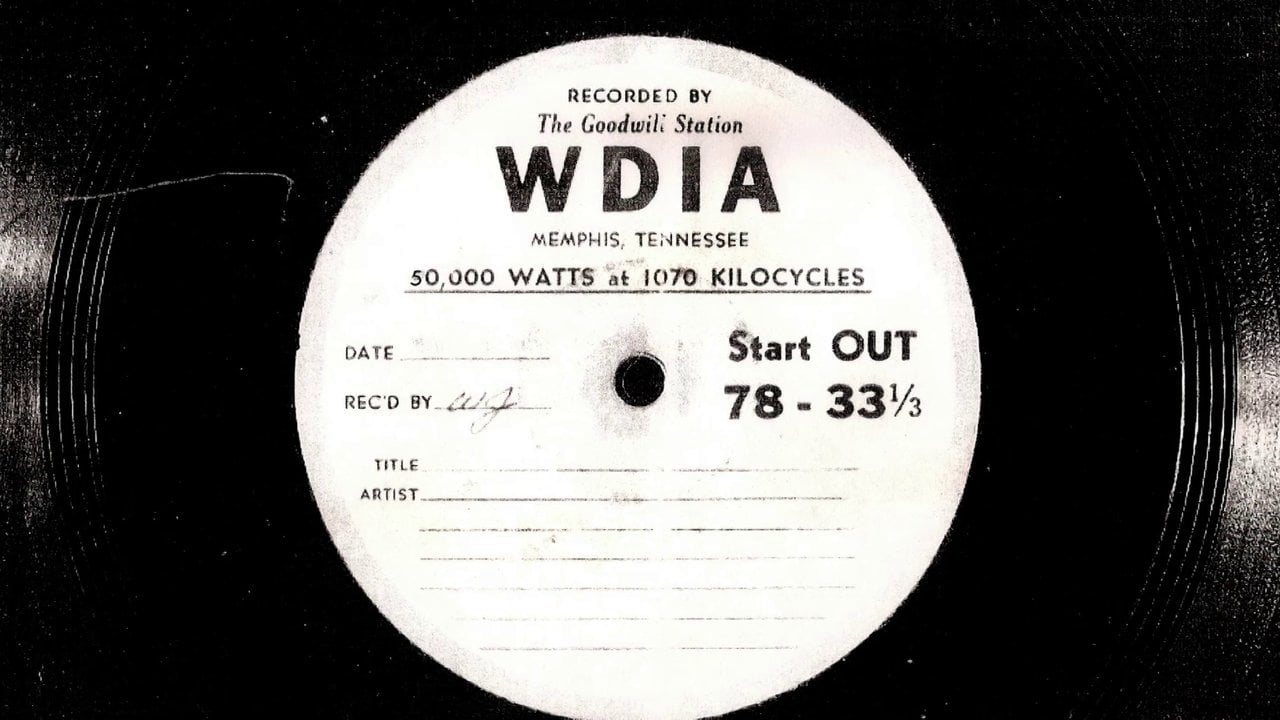 RECORDED BY
The Goodwill Station
WDIA
MEMPHIS, TENNESSEE
50,000 WATTS at 1070 KILOCYCLES
DATE
REC'D BY WJ
Start OUT
78 - 33⅓
TITLE
ARTIST